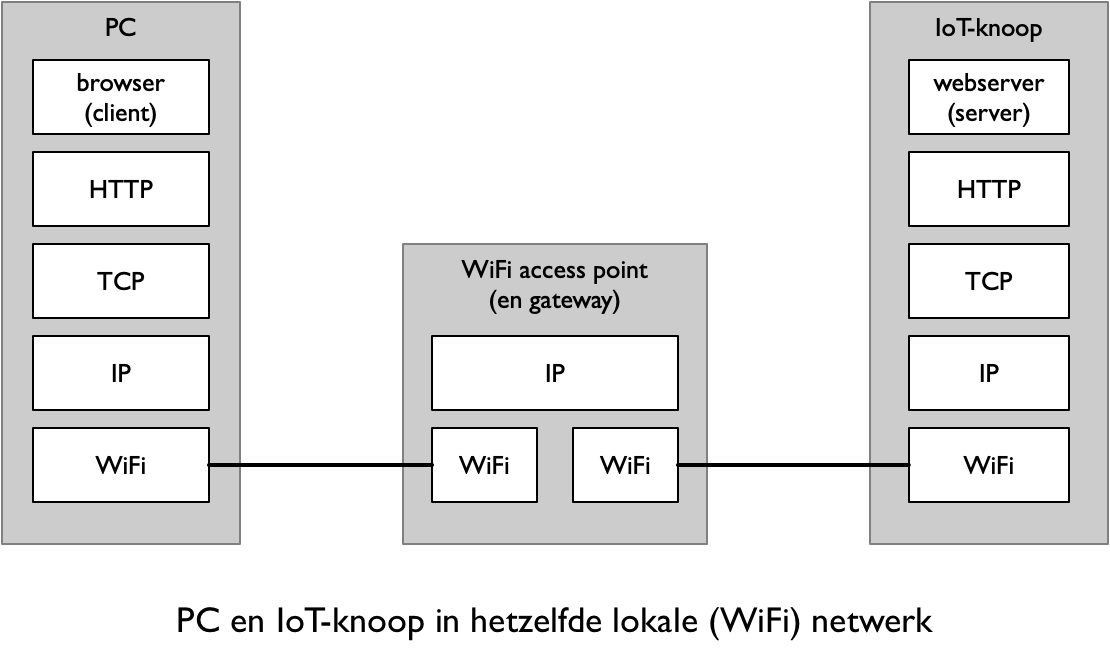 PC
browser
(client)
HTTP
TCP
IP
WiFi
WiFi access point
(en gateway)
IP
WiFi
WiFi
IoT-knoop
webserver
(server)
HTTP
TCP
IP
WiFi
PC en IoT-knoop in hetzelfde lokale (WiFi) netwerk